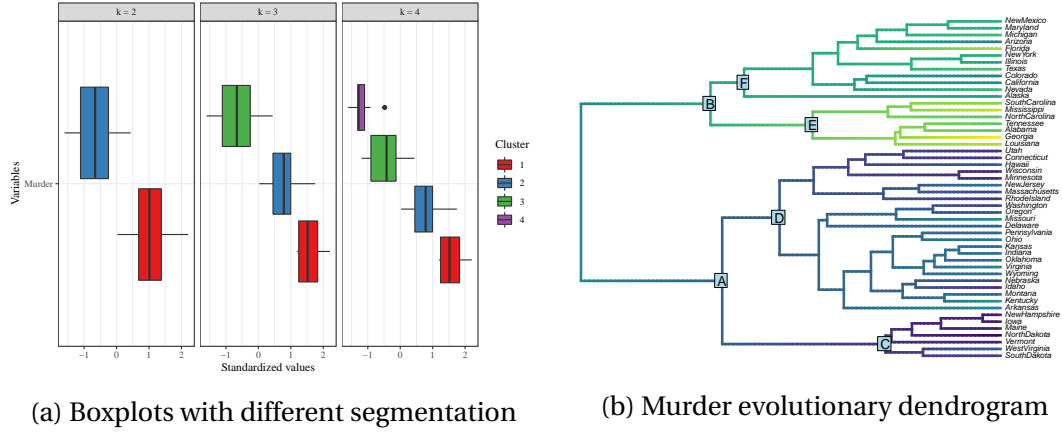 k = 2
k = 3
k = 4
Variables
Murder
−1 0 1 2
−1 0 1 2
−1 0 1 2
Standardized values
Cluster
1
2
3
4
(a) Boxplots with different segmentation
NewMexico
Maryland
Michigan
Arizona
Florida
NewYork
Illinois
Texas
Colorado
California
Nevada
Alaska
SouthCarolina
Mississippi
NorthCarolina
Tennessee
Alabama
Georgia
Louisiana
Utah
Connecticut
Hawaii
Wisconsin
Minnesota
NewJersey
Massachusetts
RhodeIsland
Washington
Oregon
Missouri
Delaware
Pennsylvania
Ohio
Kansas
Indiana
Oklahoma
Virginia
Wyoming
Nebraska
Idaho
Montana
Kentucky
Arkansas
NewHampshire
Iowa
Maine
NorthDakota
Vermont
WestVirginia
SouthDakota
F
B
E
D
A
C
(b) Murder evolutionary dendrogram